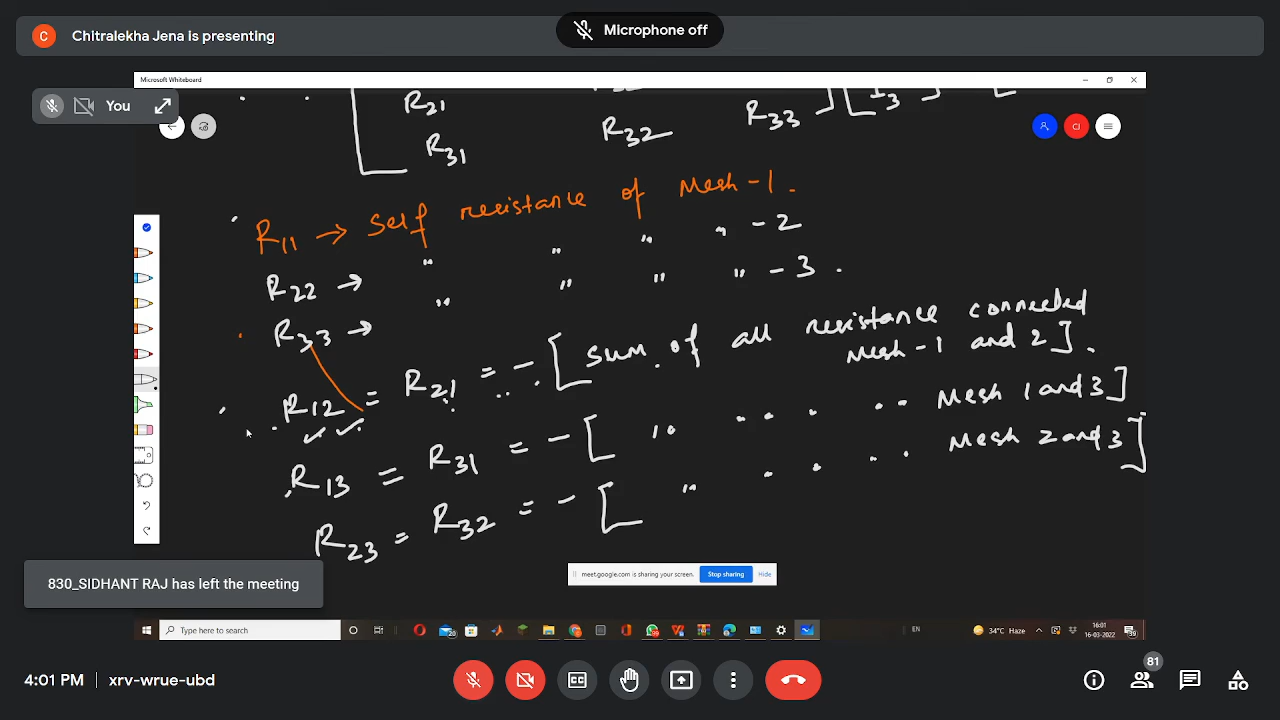 Chitralekha Jena is presenting
Microphone off
Microsoft Whiteboard
You
CJ
R21 R33 I3
R31 R32
R11 → Self resistance of Mesh-1.
R22 → " " " " -2
R33 → " " " " -3.
R12 = R21 = -[Sum of all resistance connected
Mesh-1 and 2].
R13 = R31 = -[ " .. . .. Mesh 1 and 3]
R23 = R32 = -[ " . . .. Mesh 2 and 3]
830_SIDHANT RAJ has left the meeting
meet.google.com is sharing your screen. Stop sharing Hide
Type here to search
34°C Haze
EN
16:01
16-03-2022
4:01 PM | xrv-wrue-ubd
81